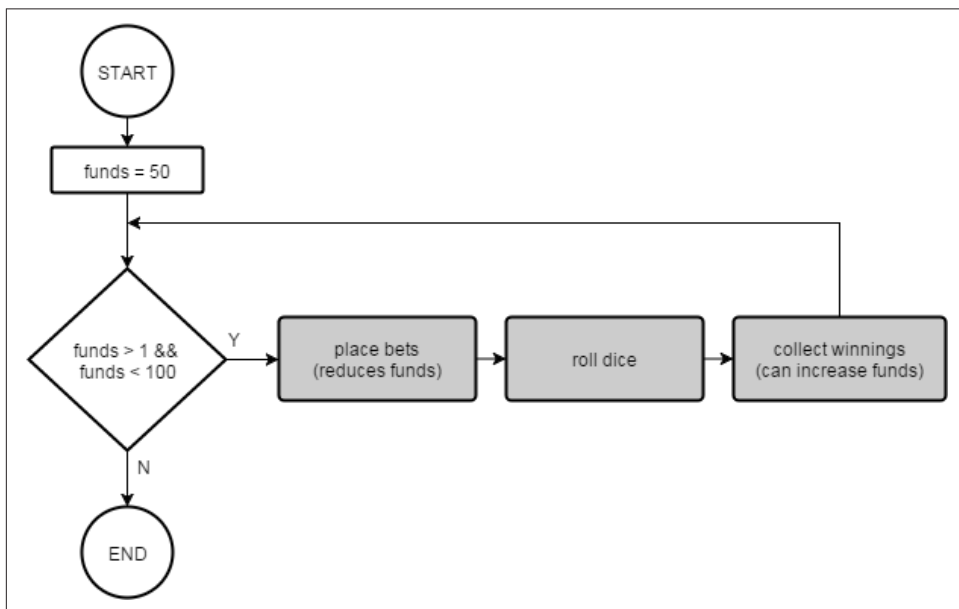 START
funds = 50
funds > 1 &&
funds < 100
Y
place bets
(reduces funds)
roll dice
collect winnings
(can increase funds)
N
END